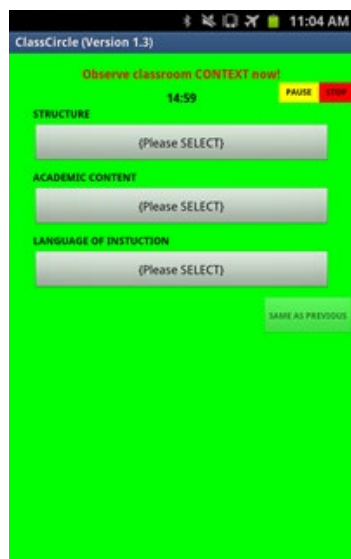 11:04 AM
ClassCircle (Version 1.3)
Observe classroom CONTEXT now!
14:59
PAUSE STOP
STRUCTURE
{Please SELECT}
ACADEMIC CONTENT
{Please SELECT}
LANGUAGE OF INSTUCTION
{Please SELECT}
SAME AS PREVIOUS